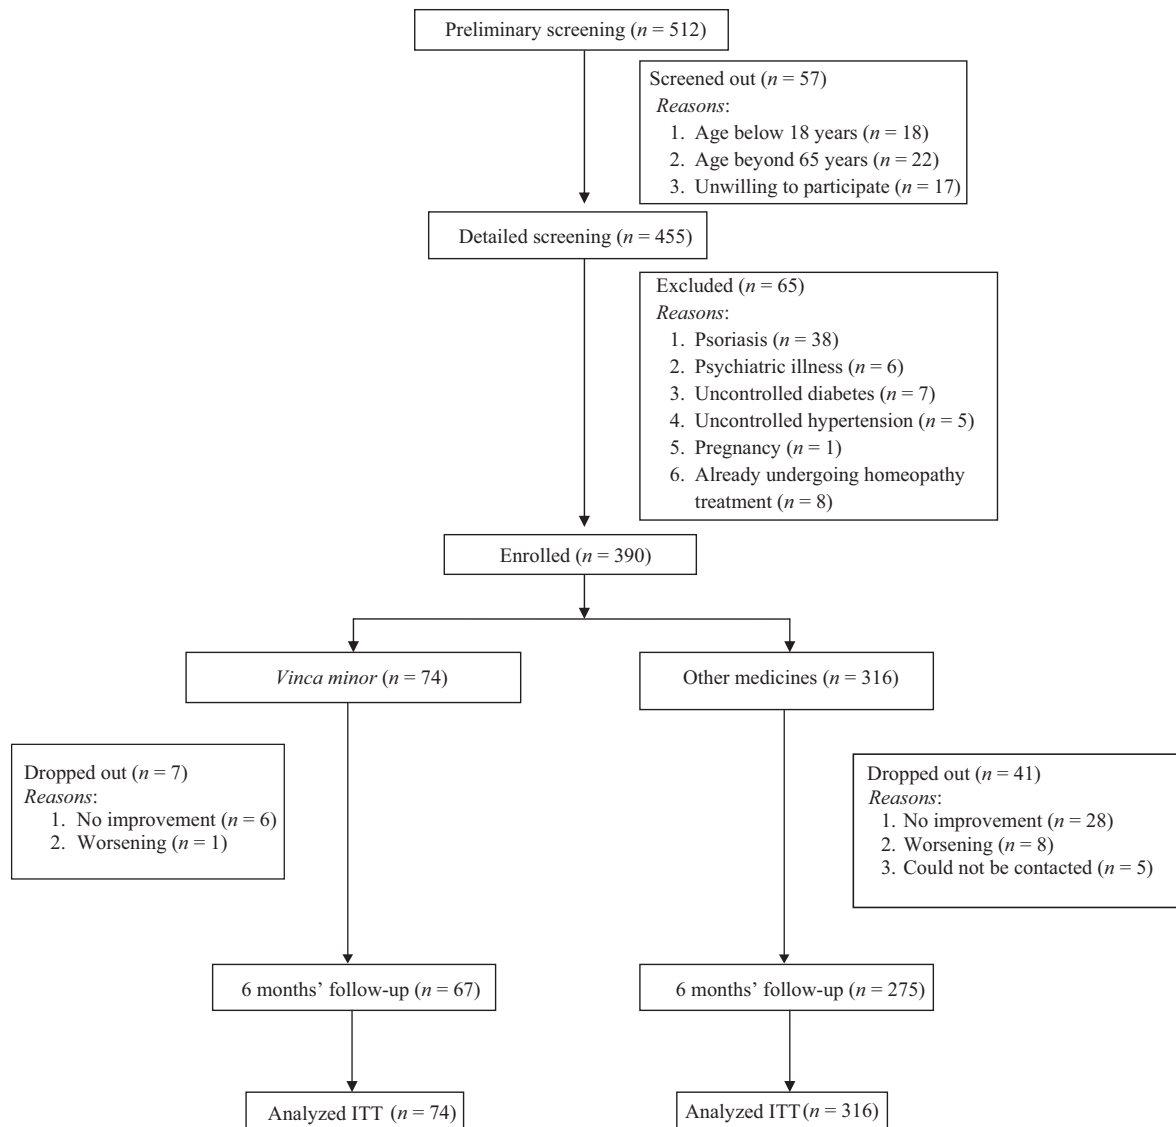 Preliminary screening (n = 512)
Screened out (n = 57)
Reasons:
1. Age below 18 years (n = 18)
2. Age beyond 65 years (n = 22)
3. Unwilling to participate (n = 17)
Detailed screening (n = 455)
Excluded (n = 65)
Reasons:
1. Psoriasis (n = 38)
2. Psychiatric illness (n = 6)
3. Uncontrolled diabetes (n = 7)
4. Uncontrolled hypertension (n = 5)
5. Pregnancy (n = 1)
6. Already undergoing homeopathy
treatment (n = 8)
Enrolled (n = 390)
Vinca minor (n = 74)
Other medicines (n = 316)
Dropped out (n = 7)
Reasons:
1. No improvement (n = 6)
2. Worsening (n = 1)
Dropped out (n = 41)
Reasons:
1. No improvement (n = 28)
2. Worsening (n = 8)
3. Could not be contacted (n = 5)
6 months’ follow-up (n = 67)
6 months’ follow-up (n = 275)
Analyzed ITT (n = 74)
Analyzed ITT (n = 316)